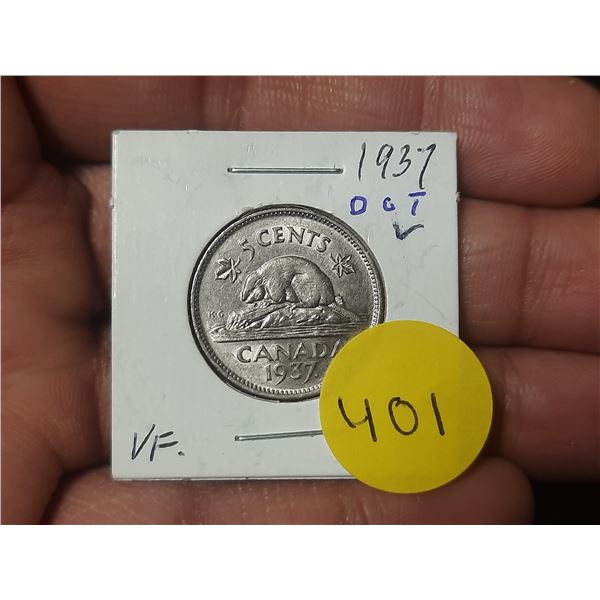 1937
DOT
5 CENTS
KG
CANADA
1937.
VF.
401